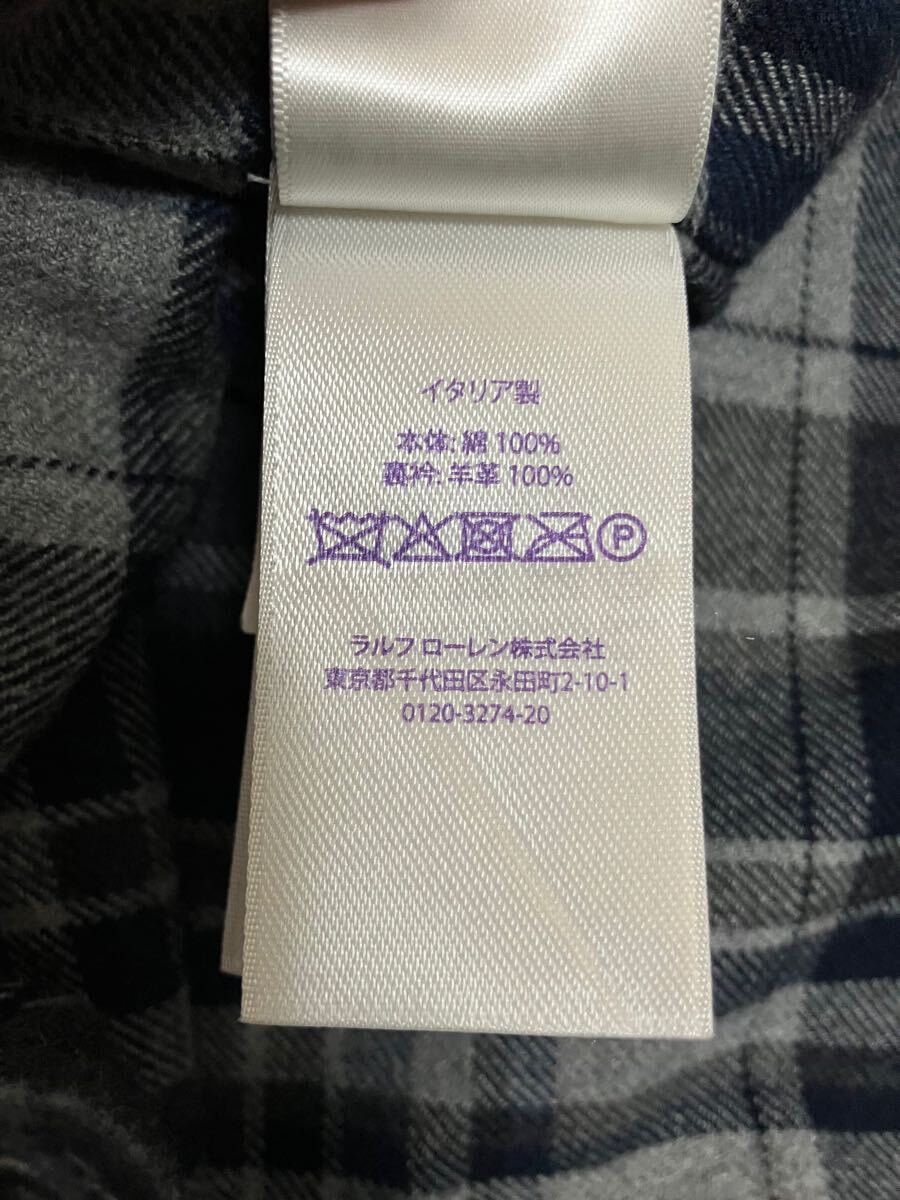 イタリア製
本体: 綿 100%
裏衿: 羊革 100%
P
ラルフ ローレン株式会社
東京都千代田区永田町2-10-1
0120-3274-20